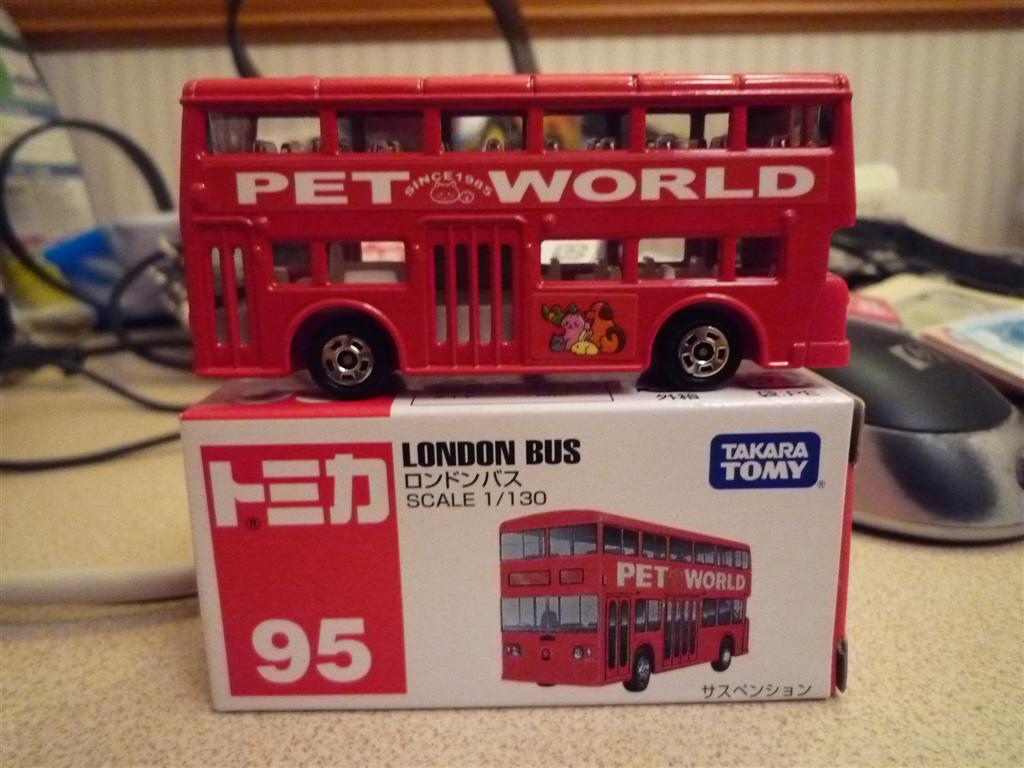 PET SINCE 1985 WORLD
トミカ
®
95
LONDON BUS
ロンドンバス
SCALE 1/130
TAKARA
TOMY
®
PET WORLD
サスペンション